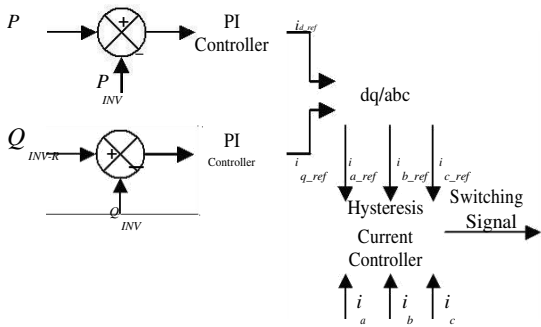 P
+
−
P INV
PI
Controller
i d_ref
dq/abc
Q INV-R
+
−
Q INV
PI
Controller
i q_ref
i a_ref
i b_ref
i c_ref
Hysteresis
Current
Controller
Switching
Signal
i a
i b
i c